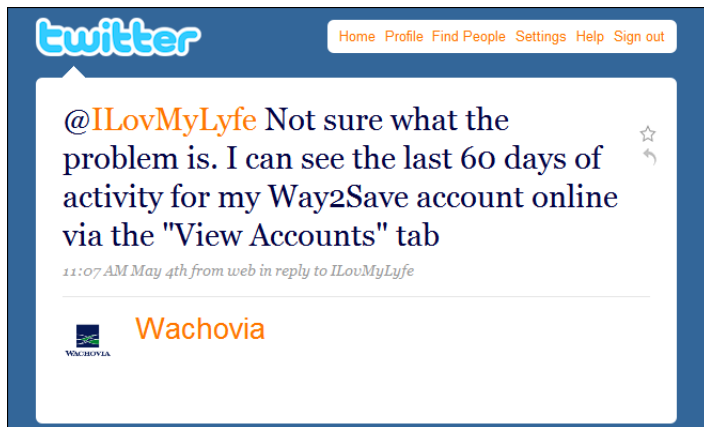 twitter
Home Profile Find People Settings Help Sign out
@ILovMyLyfe Not sure what the
problem is. I can see the last 60 days of
activity for my Way2Save account online
via the "View Accounts" tab
11:07 AM May 4th from web in reply to ILovMyLyfe
Wachovia
WACHOVIA